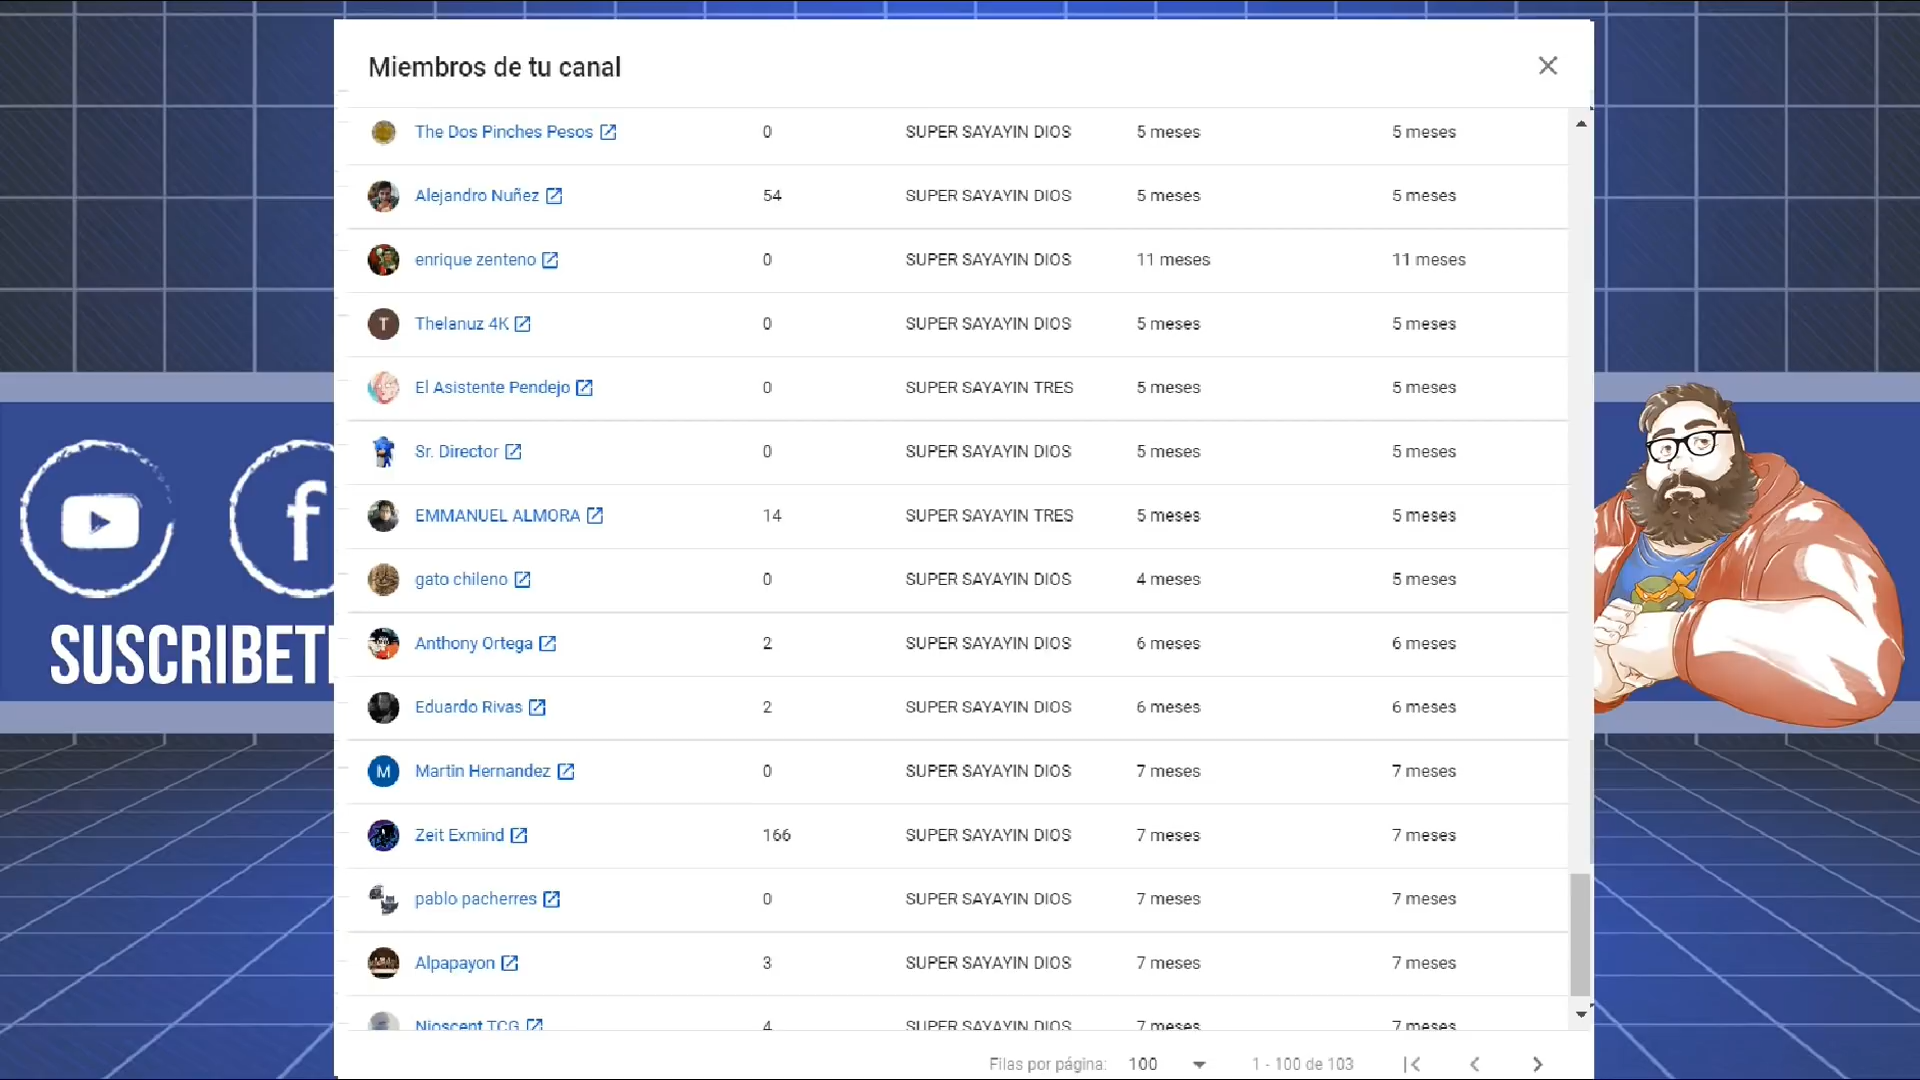 Miembros de tu canal
The Dos Pinches Pesos 0 SUPER SAYAYIN DIOS 5 meses 5 meses
Alejandro Nuñez 54 SUPER SAYAYIN DIOS 5 meses 5 meses
enrique zenteno 0 SUPER SAYAYIN DIOS 11 meses 11 meses
T Thelanuz 4K 0 SUPER SAYAYIN DIOS 5 meses 5 meses
El Asistente Pendejo 0 SUPER SAYAYIN TRES 5 meses 5 meses
Sr. Director 0 SUPER SAYAYIN DIOS 5 meses 5 meses
EMMANUEL ALMORA 14 SUPER SAYAYIN TRES 5 meses 5 meses
gato chileno 0 SUPER SAYAYIN DIOS 4 meses 5 meses
Anthony Ortega 2 SUPER SAYAYIN DIOS 6 meses 6 meses
Eduardo Rivas 2 SUPER SAYAYIN DIOS 6 meses 6 meses
M Martin Hernandez 0 SUPER SAYAYIN DIOS 7 meses 7 meses
Zeit Exmind 166 SUPER SAYAYIN DIOS 7 meses 7 meses
pablo pacherres 0 SUPER SAYAYIN DIOS 7 meses 7 meses
Alpapayon 3 SUPER SAYAYIN DIOS 7 meses 7 meses
Nioscent TCG 4 SUPER SAYAYIN DIOS 7 meses 7 meses
Filas por página: 100 1 - 100 de 103
f
SUSCRIBETE